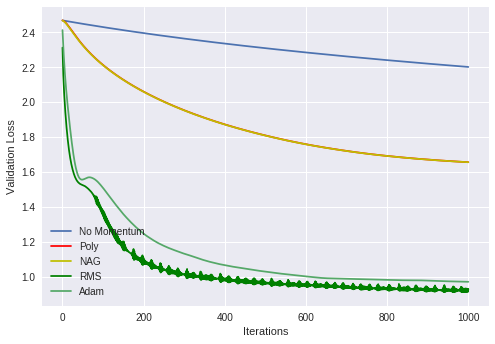 2.4
2.2
2.0
1.8
1.6
1.4
1.2
1.0
Validation Loss
No Momentum
Poly
NAG
RMS
Adam
0 200 400 600 800 1000
Iterations